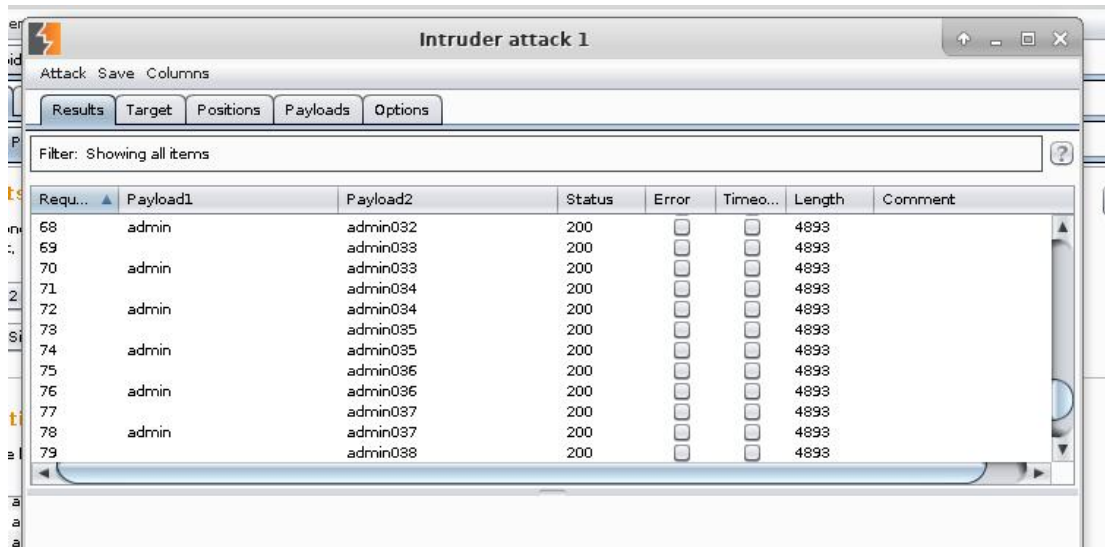 Intruder attack 1
Attack Save Columns
Results Target Positions Payloads Options
Filter: Showing all items ?
Requ... Payload1 Payload2 Status Error Timeo... Length Comment
68 admin admin032 200 4893
69 admin033 200 4893
70 admin admin033 200 4893
71 admin034 200 4893
72 admin admin034 200 4893
73 admin035 200 4893
74 admin admin035 200 4893
75 admin036 200 4893
76 admin admin036 200 4893
77 admin037 200 4893
78 admin admin037 200 4893
79 admin038 200 4893